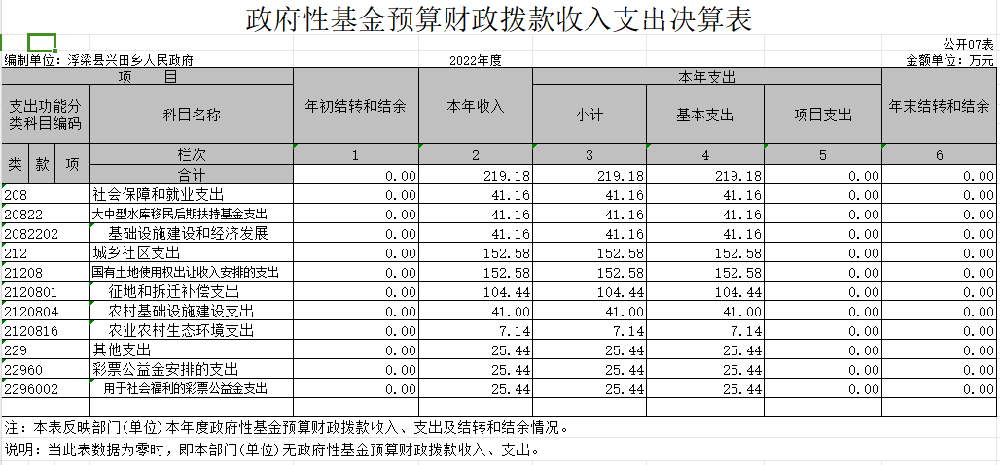 政府性基金预算财政拨款收入支出决算表
公开07表
编制单位：浮梁县兴田乡人民政府 2022年度 金额单位：万元
项 目 年初结转和结余 本年收入 本年支出 年末结转和结余
支出功能分类科目编码 科目名称 小计 基本支出 项目支出
类 款 项 栏次 1 2 3 4 5 6
合计 0.00 219.18 219.18 219.18 0.00 0.00
208 社会保障和就业支出 0.00 41.16 41.16 41.16 0.00 0.00
20822 大中型水库移民后期扶持基金支出 0.00 41.16 41.16 41.16 0.00 0.00
2082202 基础设施建设和经济发展 0.00 41.16 41.16 41.16 0.00 0.00
212 城乡社区支出 0.00 152.58 152.58 152.58 0.00 0.00
21208 国有土地使用权出让收入安排的支出 0.00 152.58 152.58 152.58 0.00 0.00
2120801 征地和拆迁补偿支出 0.00 104.44 104.44 104.44 0.00 0.00
2120804 农村基础设施建设支出 0.00 41.00 41.00 41.00 0.00 0.00
2120816 农业农村生态环境支出 0.00 7.14 7.14 7.14 0.00 0.00
229 其他支出 0.00 25.44 25.44 25.44 0.00 0.00
22960 彩票公益金安排的支出 0.00 25.44 25.44 25.44 0.00 0.00
2296002 用于社会福利的彩票公益金支出 0.00 25.44 25.44 25.44 0.00 0.00
注：本表反映部门(单位)本年度政府性基金预算财政拨款收入、支出及结转和结余情况。
说明：当此表数据为零时，即本部门(单位)无政府性基金预算财政拨款收入、支出。